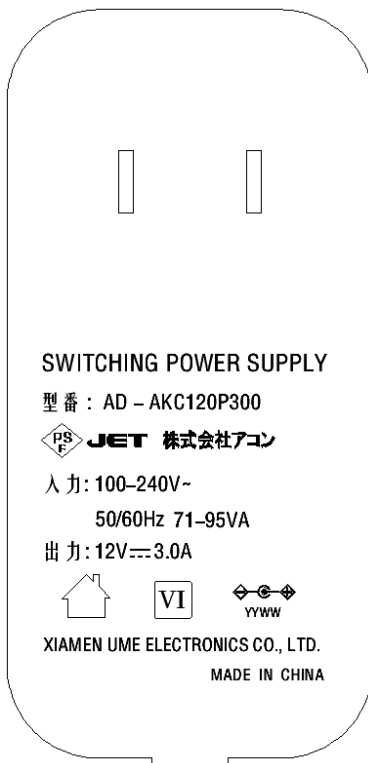 SWITCHING POWER SUPPLY
型番: AD – AKC120P300
PS F JET 株式会社アコン
入力: 100–240V~
50/60Hz 71–95VA
出力: 12V⎓3.0A
VI
YYWW
XIAMEN UME ELECTRONICS CO., LTD.
MADE IN CHINA